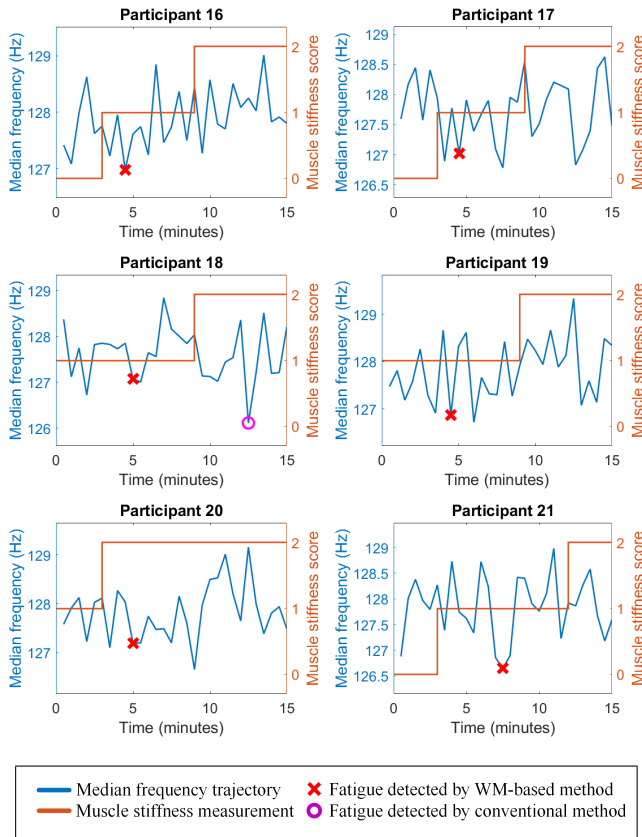 Participant 16
Participant 17
Median frequency (Hz)
129
128
127
2
1
0
Muscle stiffness score
0 5 10 15
Time (minutes)
Median frequency (Hz)
129
128.5
128
127.5
127
126.5
2
1
0
Muscle stiffness score
0 5 10 15
Time (minutes)
Participant 18
Participant 19
Median frequency (Hz)
129
128
127
126
2
1
0
Muscle stiffness score
0 5 10 15
Time (minutes)
Median frequency (Hz)
129
128
127
2
1
0
Muscle stiffness score
0 5 10 15
Time (minutes)
Participant 20
Participant 21
Median frequency (Hz)
129
128
127
2
1
0
Muscle stiffness score
0 5 10 15
Time (minutes)
Median frequency (Hz)
129
128.5
128
127.5
127
126.5
2
1
0
Muscle stiffness score
0 5 10 15
Time (minutes)
Median frequency trajectory
Fatigue detected by WM-based method
Muscle stiffness measurement
Fatigue detected by conventional method